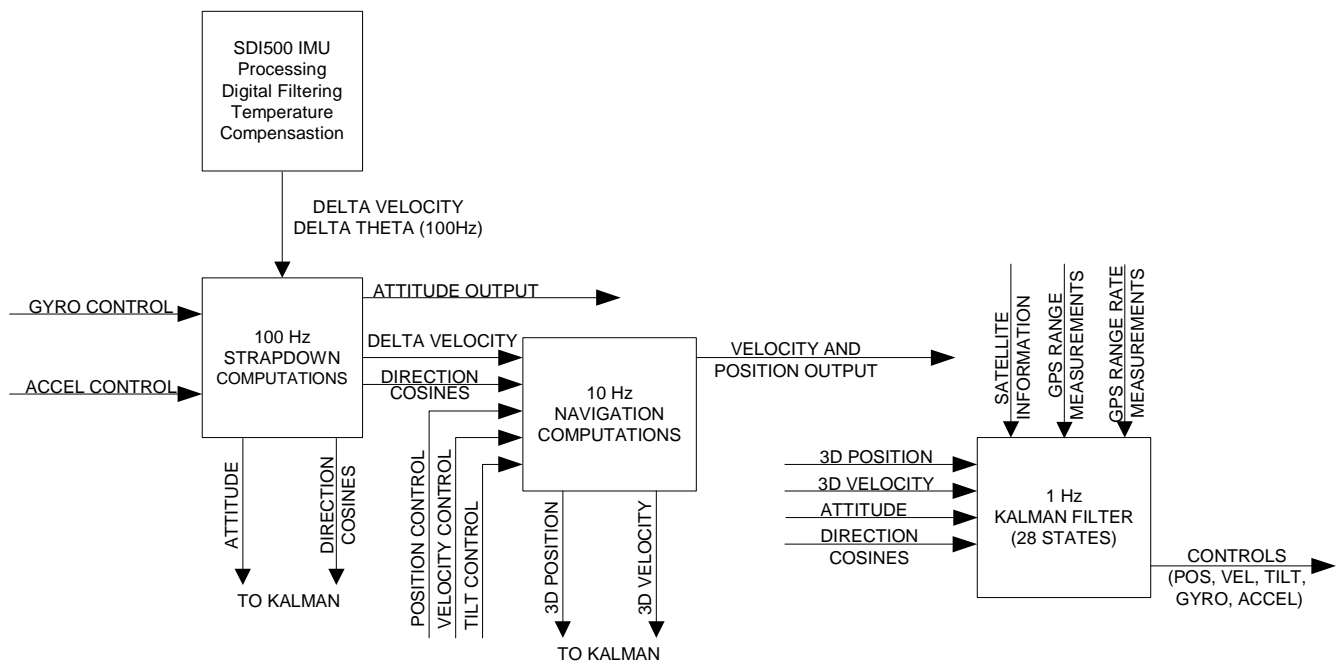 SDI500 IMU
Processing
Digital Filtering
Temperature
Compensastion
DELTA VELOCITY
DELTA THETA (100Hz)
GYRO CONTROL
ACCEL CONTROL
100 Hz
STRAPDOWN
COMPUTATIONS
ATTITUDE OUTPUT
DELTA VELOCITY
DIRECTION
COSINES
ATTITUDE
DIRECTION
COSINES
TO KALMAN
POSITION CONTROL
VELOCITY CONTROL
TILT CONTROL
10 Hz
NAVIGATION
COMPUTATIONS
VELOCITY AND
POSITION OUTPUT
3D POSITION
3D VELOCITY
TO KALMAN
SATELLITE
INFORMATION
GPS RANGE
MEASUREMENTS
GPS RANGE RATE
MEASUREMENTS
3D POSITION
3D VELOCITY
ATTITUDE
DIRECTION
COSINES
1 Hz
KALMAN FILTER
(28 STATES)
CONTROLS
(POS, VEL, TILT,
GYRO, ACCEL)